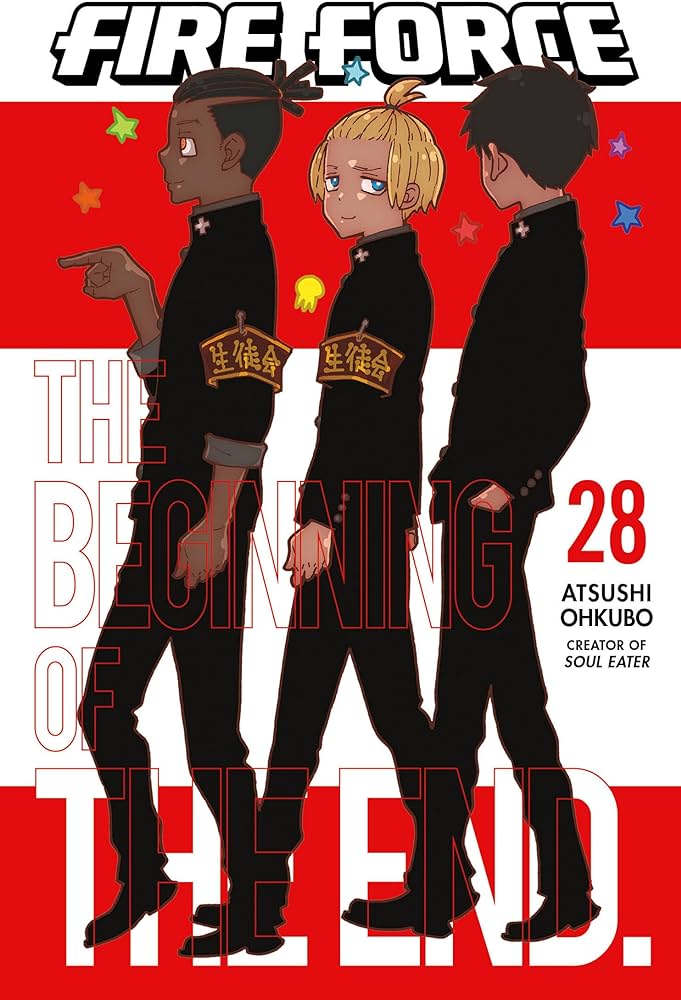 FIRE FORCE
生徒会
生徒会
THE
BEGINNING
OF
THE END.
28
ATSUSHI
OHKUBO
CREATOR OF
SOUL EATER